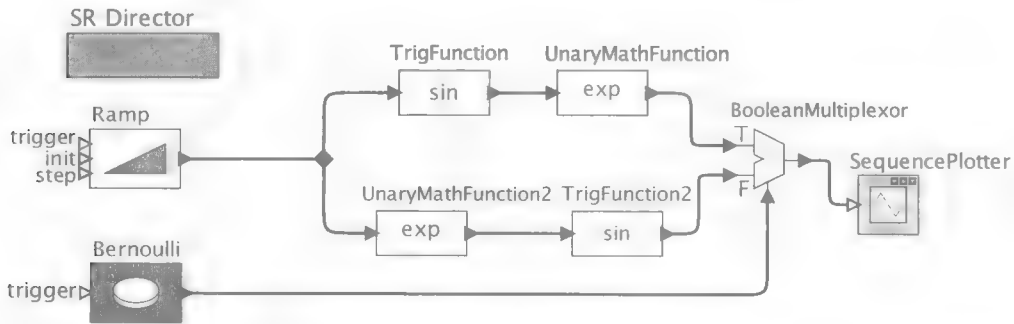 SR Director
TrigFunction
UnaryMathFunction
sin
exp
BooleanMultiplexor
Ramp
trigger
init
step
T
F
SequencePlotter
UnaryMathFunction2
TrigFunction2
exp
sin
Bernoulli
trigger